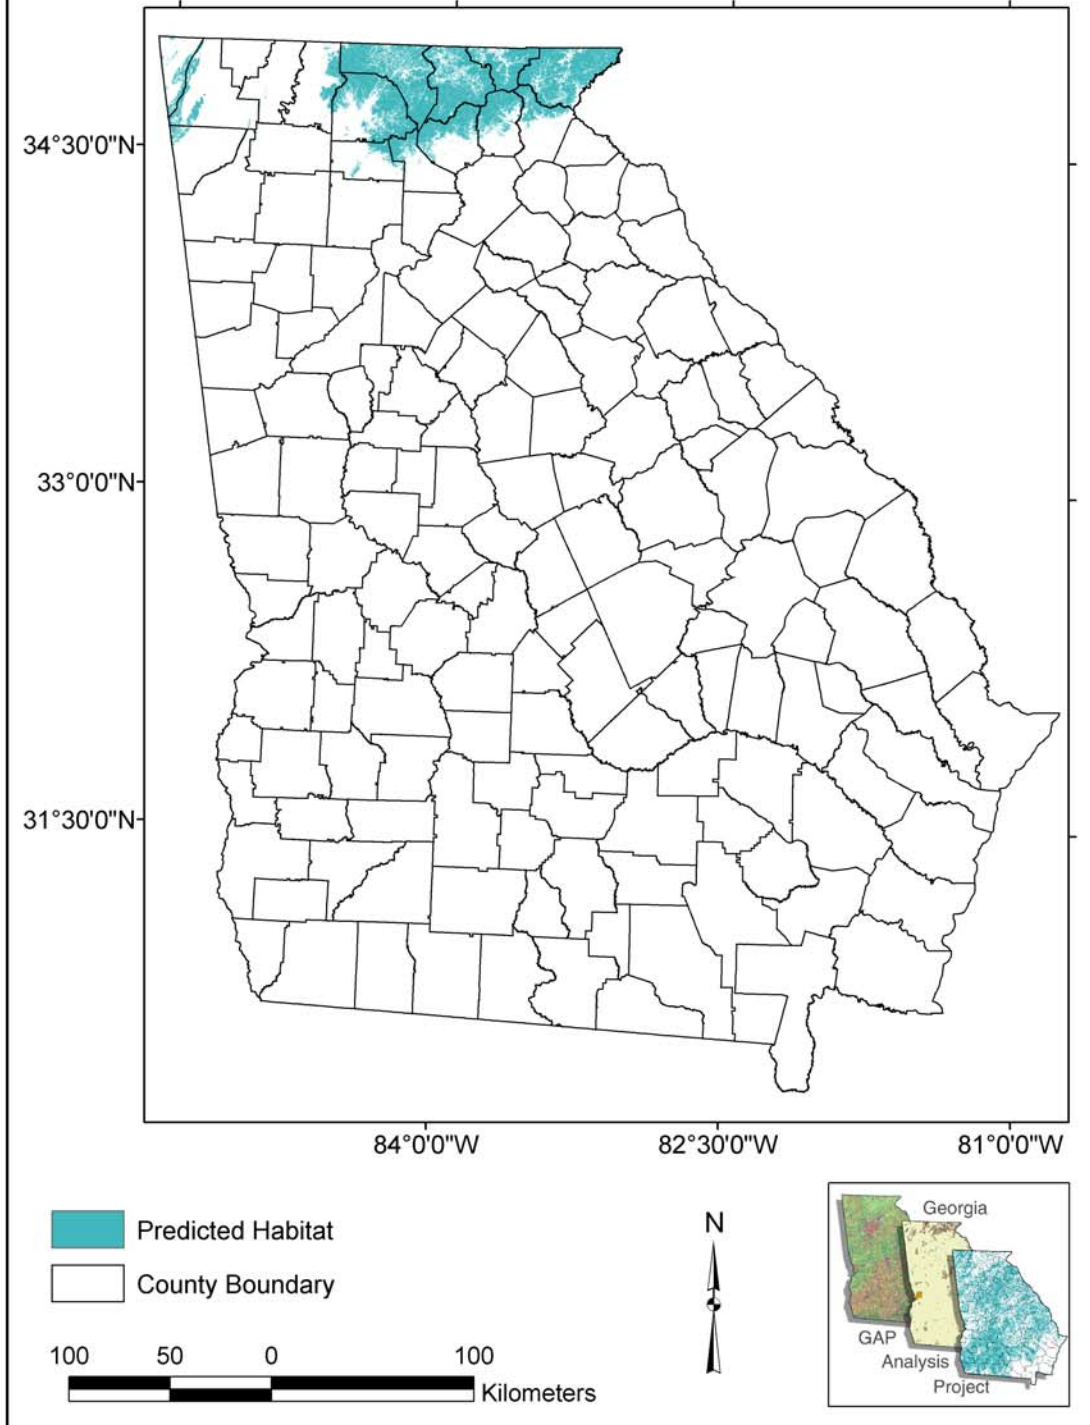 34°30'0"N
33°0'0"N
31°30'0"N
84°0'0"W 82°30'0"W 81°0'0"W
Predicted Habitat
County Boundary
100 50 0 100
Kilometers
N
Georgia
GAP
Analysis
Project